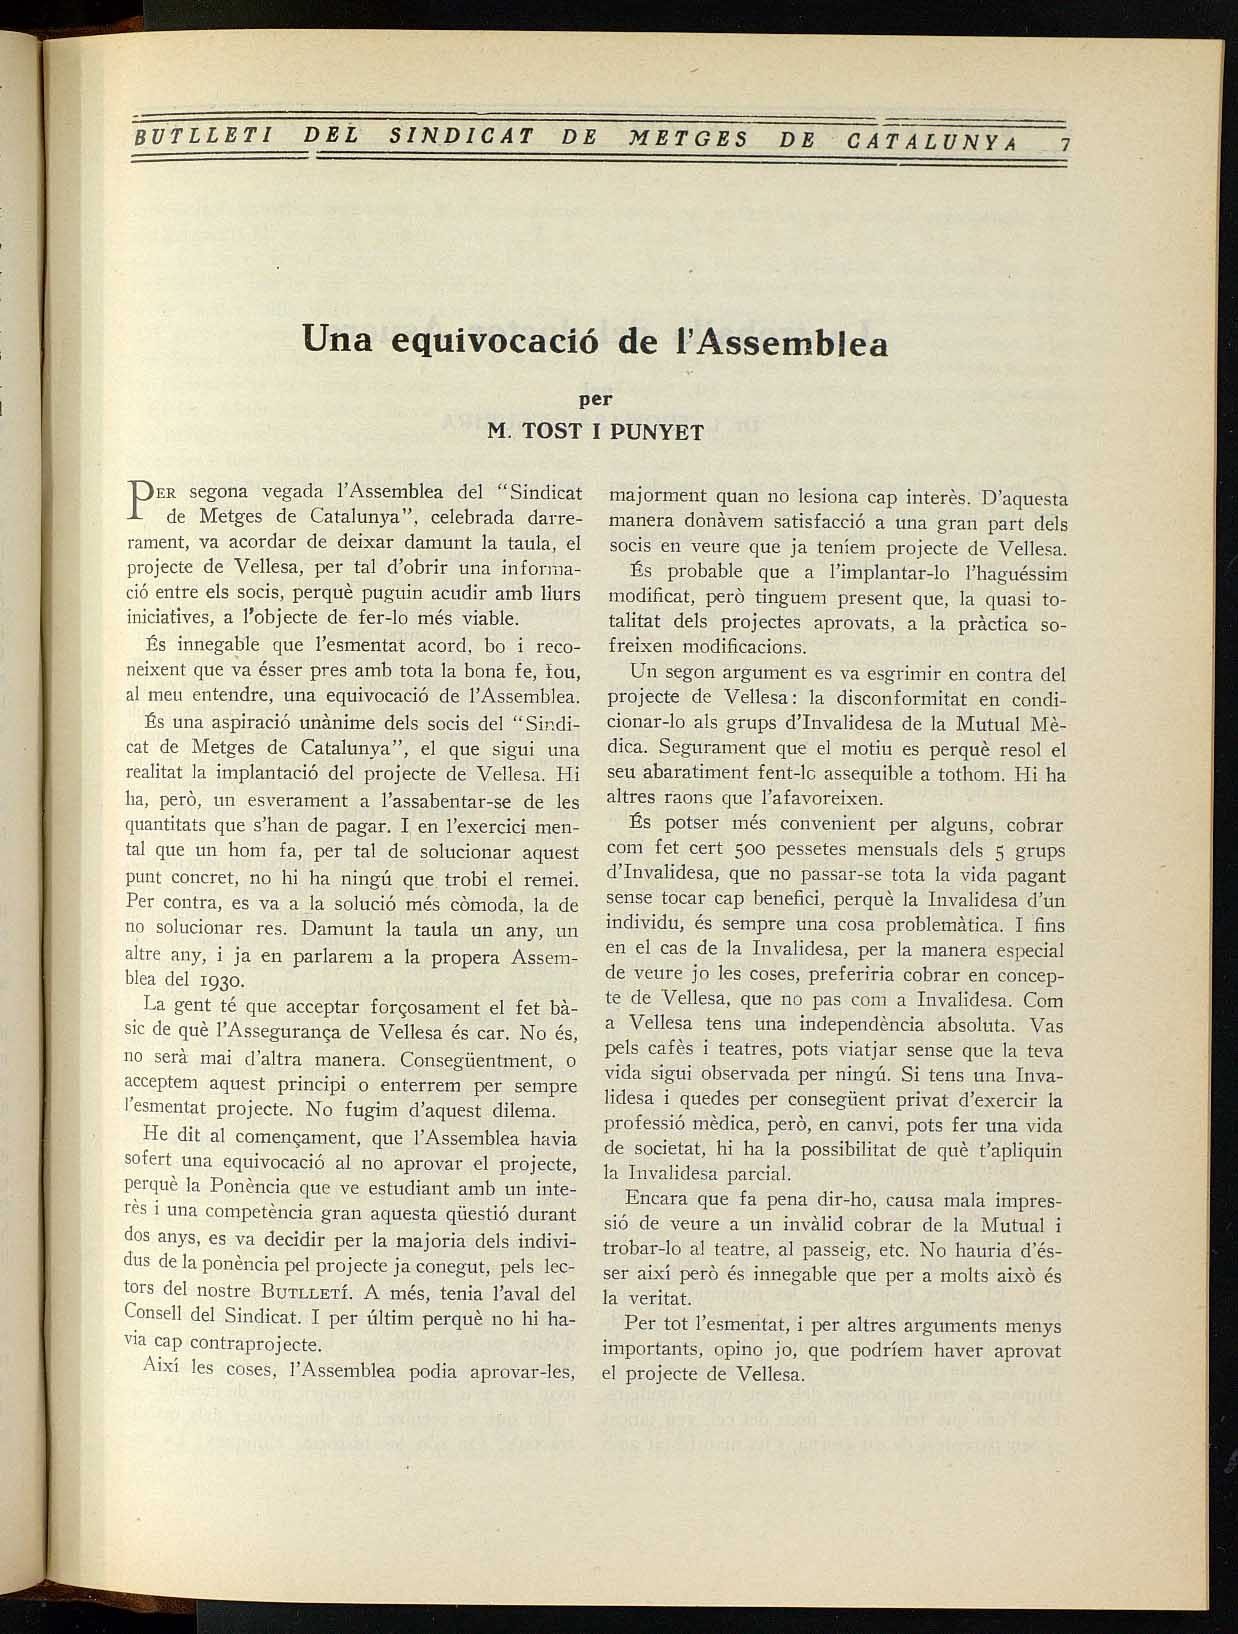 BUTLLETI DEL SINDICAT DE METGES DE CATALUNYA 7
Una equivocació de l'Assemblea
per
M. TOST I PUNYET
PER segona vegada l'Assemblea del "Sindicat
de Metges de Catalunya", celebrada darre-
rament, va acordar de deixar damunt la taula, el
projecte de Vellesa, per tal d'obrir una informa-
ció entre els socis, perquè puguin acudir amb llurs
iniciatives, a l'objecte de fer-lo més viable.
És innegable que l'esmentat acord, bo i reco-
neixent que va ésser pres amb tota la bona fe, fou,
al meu entendre, una equivocació de l'Assemblea.
És una aspiració unànime dels socis del "Sindi-
cat de Metges de Catalunya", el que sigui una
realitat la implantació del projecte de Vellesa. Hi
ha, però, un esverament a l'assabentar-se de les
quantitats que s'han de pagar. I en l'exercici men-
tal que un hom fa, per tal de solucionar aquest
punt concret, no hi ha ningú que trobi el remei.
Per contra, es va a la solució més còmoda, la de
no solucionar res. Damunt la taula un any, un
altre any, i ja en parlarem a la propera Assem-
blea del 1930.
La gent té que acceptar forçosament el fet bà-
sic de què l'Assegurança de Vellesa és car. No és,
no serà mai d'altra manera. Consegüentment, o
acceptem aquest principi o enterrem per sempre
l'esmentat projecte. No fugim d'aquest dilema.
He dit al començament, que l'Assemblea havia
sofert una equivocació al no aprovar el projecte,
perquè la Ponència que ve estudiant amb un inte-
rès i una competència gran aquesta qüestió durant
dos anys, es va decidir per la majoria dels indivi-
dus de la ponència pel projecte ja conegut, pels lec-
tors del nostre BUTLLETÍ. A més, tenia l'aval del
Consell del Sindicat. I per últim perquè no hi ha-
via cap contraprojecte.
Així les coses, l'Assemblea podia aprovar-les,
majorment quan no lesiona cap interès. D'aquesta
manera donàvem satisfacció a una gran part dels
socis en veure que ja teníem projecte de Vellesa.
És probable que a l'implantar-lo l'haguéssim
modificat, però tinguem present que, la quasi to-
talitat dels projectes aprovats, a la pràctica so-
freixen modificacions.
Un segon argument es va esgrimir en contra del
projecte de Vellesa: la disconformitat en condi-
cionar-lo als grups d'Invalidesa de la Mutual Mè-
dica. Segurament que el motiu es perquè resol el
seu abaratiment fent-lo assequible a tothom. Hi ha
altres raons que l'afavoreixen.
És potser més convenient per alguns, cobrar
com fet cert 500 pessetes mensuals dels 5 grups
d'Invalidesa, que no passar-se tota la vida pagant
sense tocar cap benefici, perquè la Invalidesa d'un
individu, és sempre una cosa problemàtica. I fins
en el cas de la Invalidesa, per la manera especial
de veure jo les coses, preferiria cobrar en concep-
te de Vellesa, que no pas com a Invalidesa. Com
a Vellesa tens una independència absoluta. Vas
pels cafès i teatres, pots viatjar sense que la teva
vida sigui observada per ningú. Si tens una Inva-
lidesa i quedes per consegüent privat d'exercir la
professió mèdica, però, en canvi, pots fer una vida
de societat, hi ha la possibilitat de què t'apliquin
la Invalidesa parcial.
Encara que fa pena dir-ho, causa mala impres-
sió de veure a un invàlid cobrar de la Mutual i
trobar-lo al teatre, al passeig, etc. No hauria d'és-
ser així però és innegable que per a molts això és
la veritat.
Per tot l'esmentat, i per altres arguments menys
importants, opino jo, que podríem haver aprovat
el projecte de Vellesa.